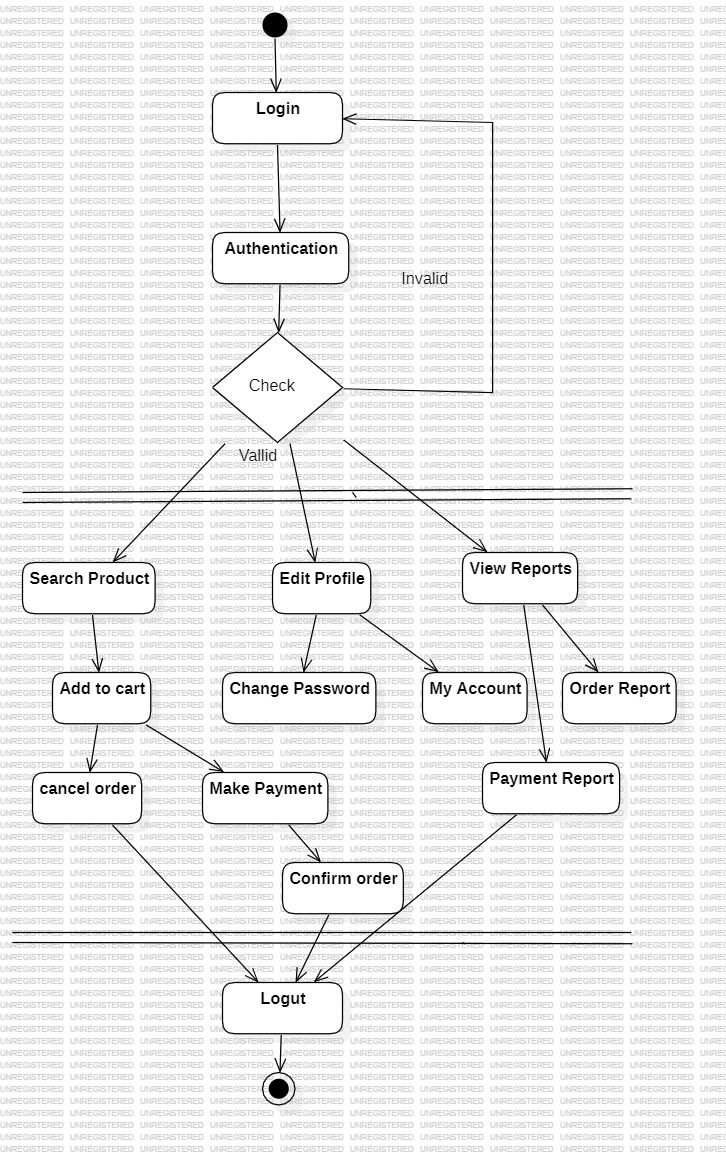 Login
Authentication
Invalid
Check
Vallid
Search Product
Edit Profile
View Reports
Add to cart
Change Password
My Account
Order Report
cancel order
Make Payment
Payment Report
Confirm order
Logut
UNREGISTERED